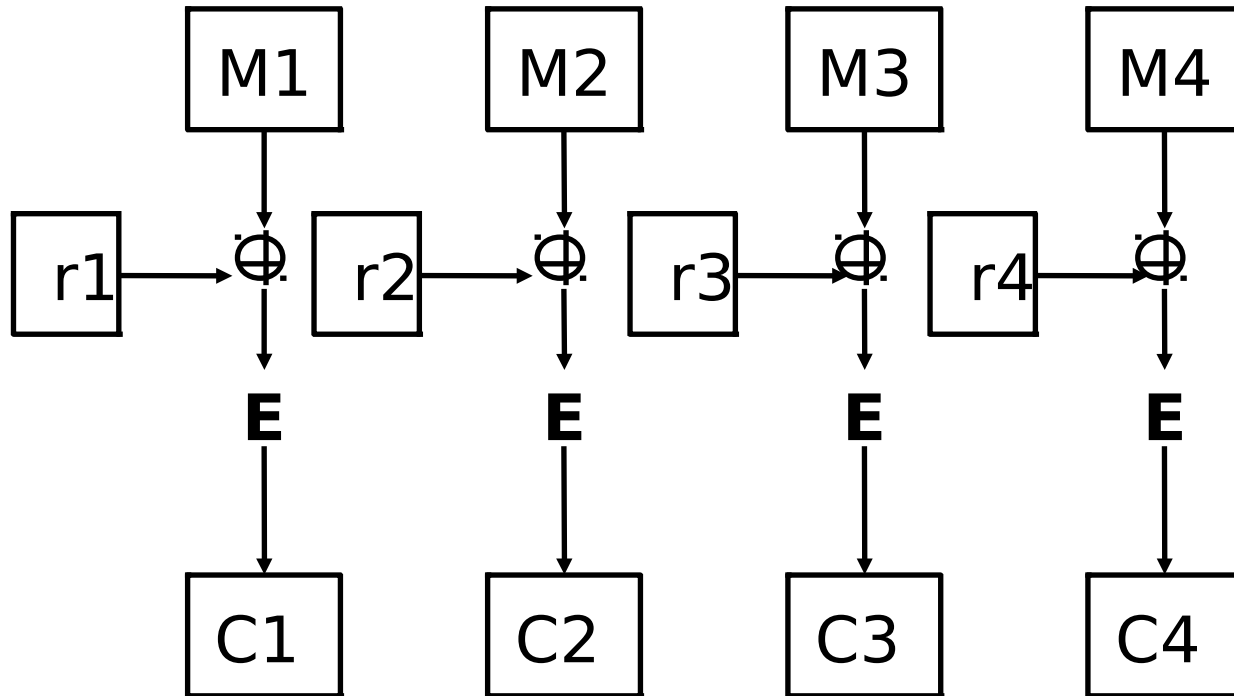 M1 M2 M3 M4
r1 ⊕ r2 ⊕ r3 ⊕ r4 ⊕
E E E E
C1 C2 C3 C4